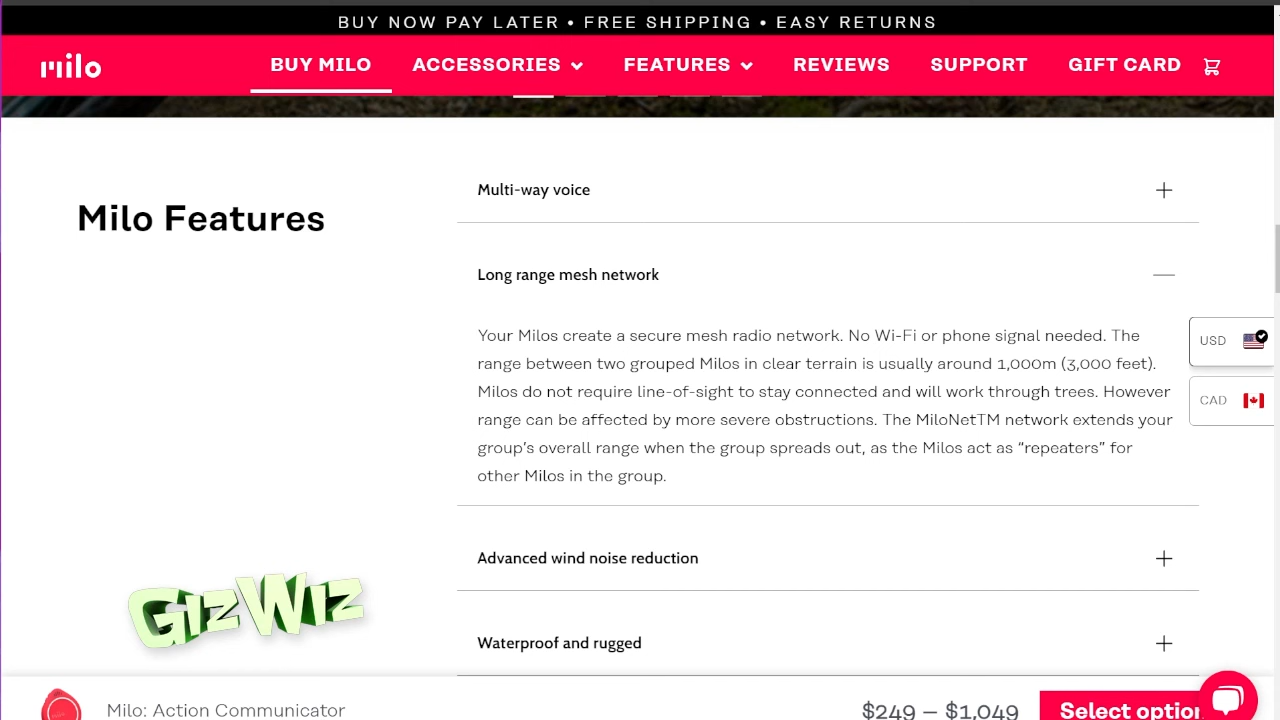 BUY NOW PAY LATER • FREE SHIPPING • EASY RETURNS
milo
BUY MILO ACCESSORIES FEATURES REVIEWS SUPPORT GIFT CARD
Milo Features
Multi-way voice
Long range mesh network
Your Milos create a secure mesh radio network. No Wi-Fi or phone signal needed. The
range between two grouped Milos in clear terrain is usually around 1,000m (3,000 feet).
Milos do not require line-of-sight to stay connected and will work through trees. However
range can be affected by more severe obstructions. The MiloNetTM network extends your
group's overall range when the group spreads out, as the Milos act as “repeaters” for
other Milos in the group.
USD
CAD
Advanced wind noise reduction
GizWiz
Waterproof and rugged
Milo: Action Communicator
$249 – $1,049
Select option